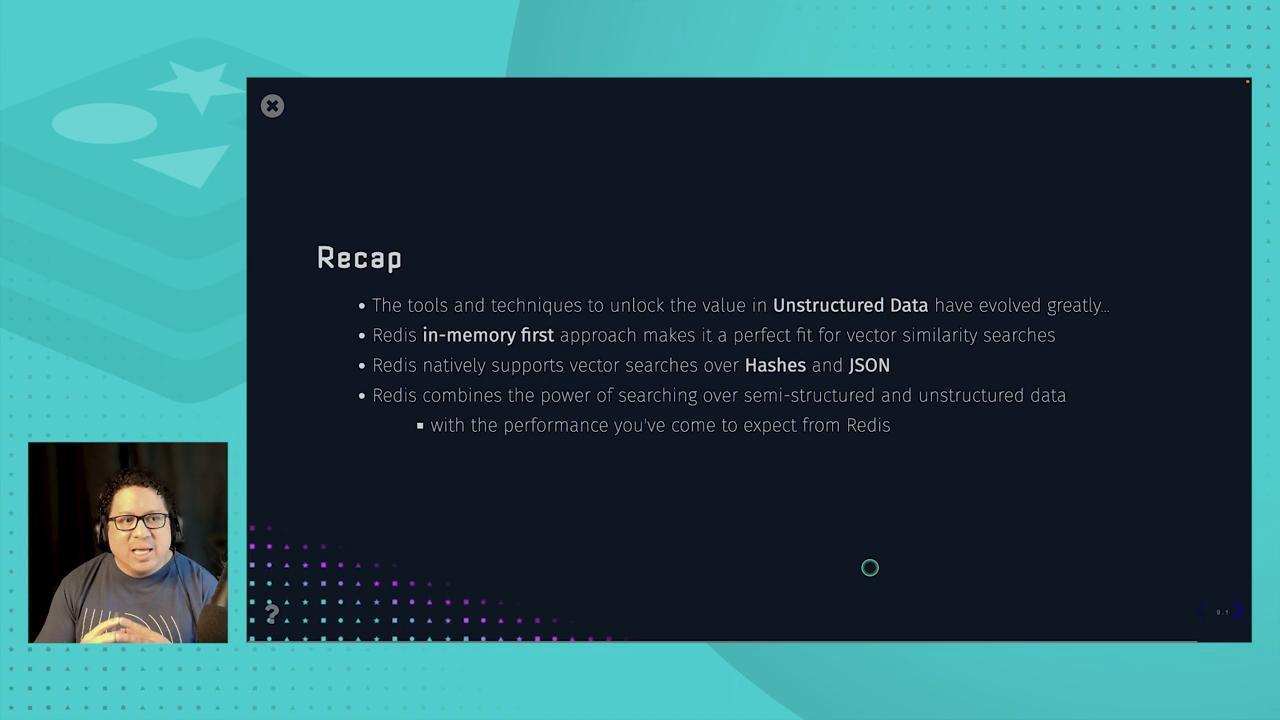 Recap
The tools and techniques to unlock the value in Unstructured Data have evolved greatly...
Redis in-memory first approach makes it a perfect fit for vector similarity searches
Redis natively supports vector searches over Hashes and JSON
Redis combines the power of searching over semi-structured and unstructured data
with the performance you've come to expect from Redis
?